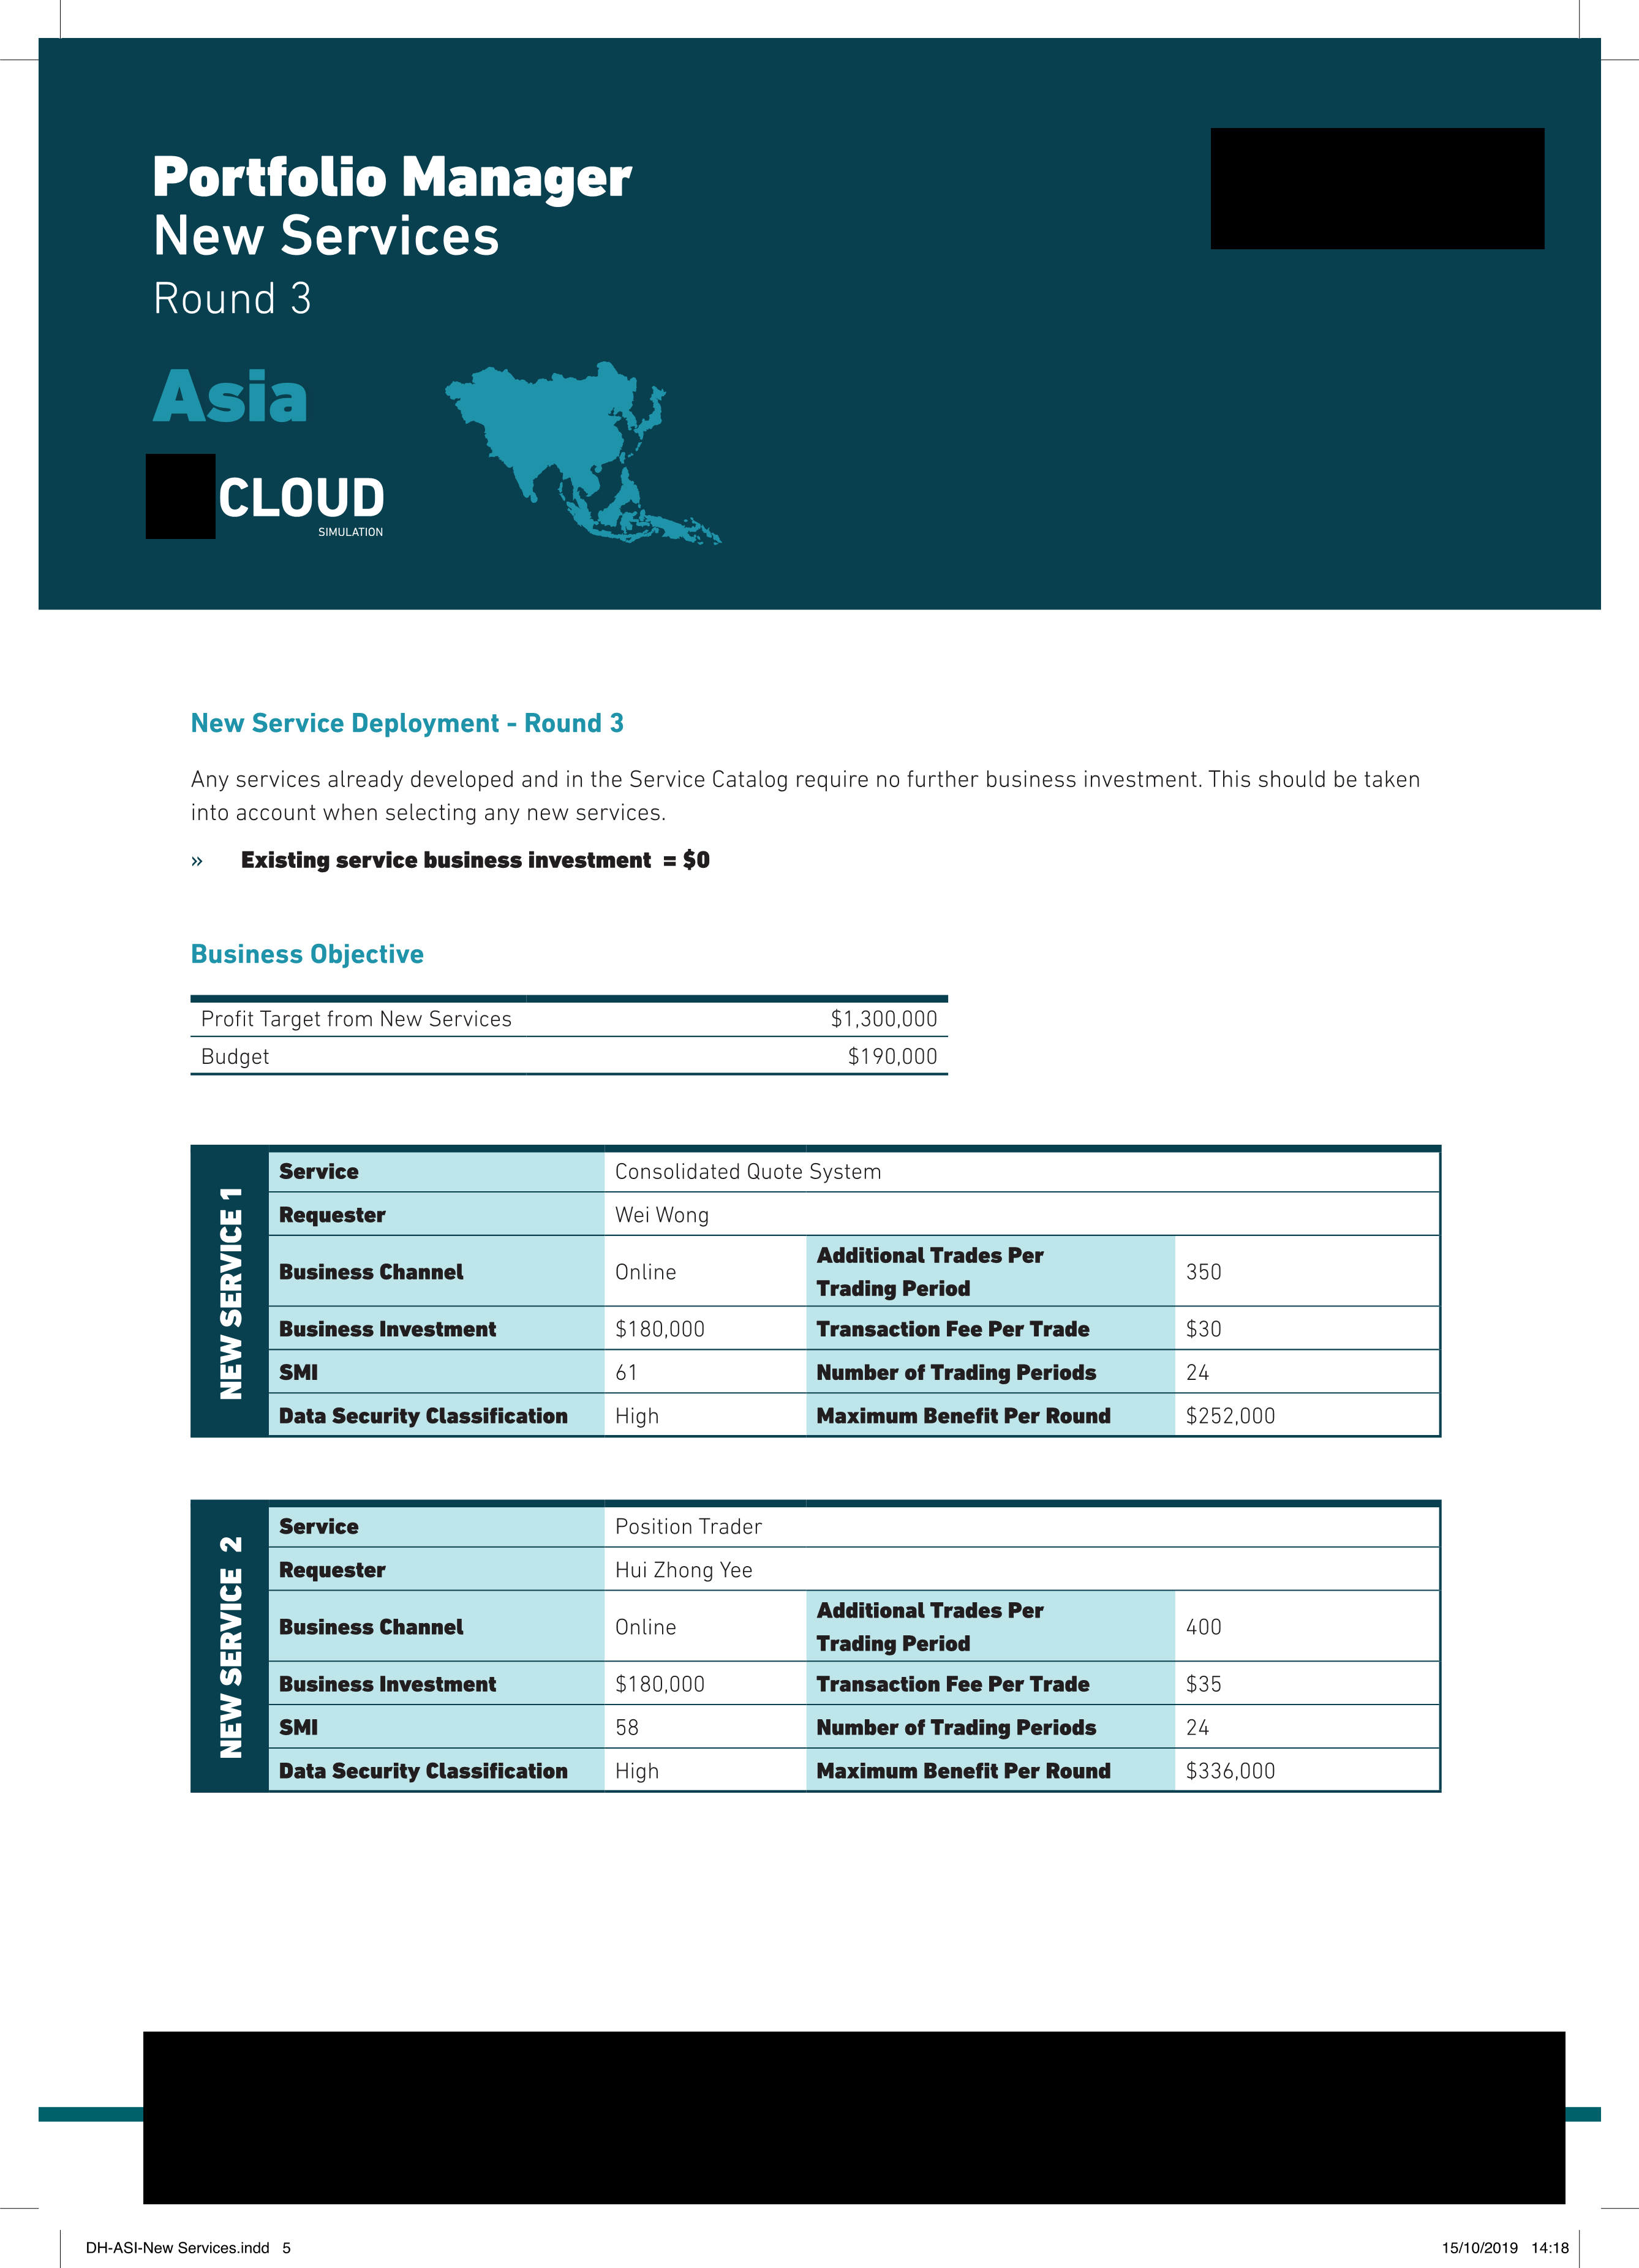 Portfolio Manager
New Services
Round 3
Asia
CLOUD
SIMULATION
New Service Deployment - Round 3
Any services already developed and in the Service Catalog require no further business investment. This should be taken
into account when selecting any new services.
» Existing service business investment = $0
Business Objective
Profit Target from New Services $1,300,000
Budget $190,000
NEW SERVICE 1
Service Consolidated Quote System
Requester Wei Wong
Business Channel Online Additional Trades Per Trading Period 350
Business Investment $180,000 Transaction Fee Per Trade $30
SMI 61 Number of Trading Periods 24
Data Security Classification High Maximum Benefit Per Round $252,000
NEW SERVICE 2
Service Position Trader
Requester Hui Zhong Yee
Business Channel Online Additional Trades Per Trading Period 400
Business Investment $180,000 Transaction Fee Per Trade $35
SMI 58 Number of Trading Periods 24
Data Security Classification High Maximum Benefit Per Round $336,000
DH-ASI-New Services.indd 5 15/10/2019 14:18